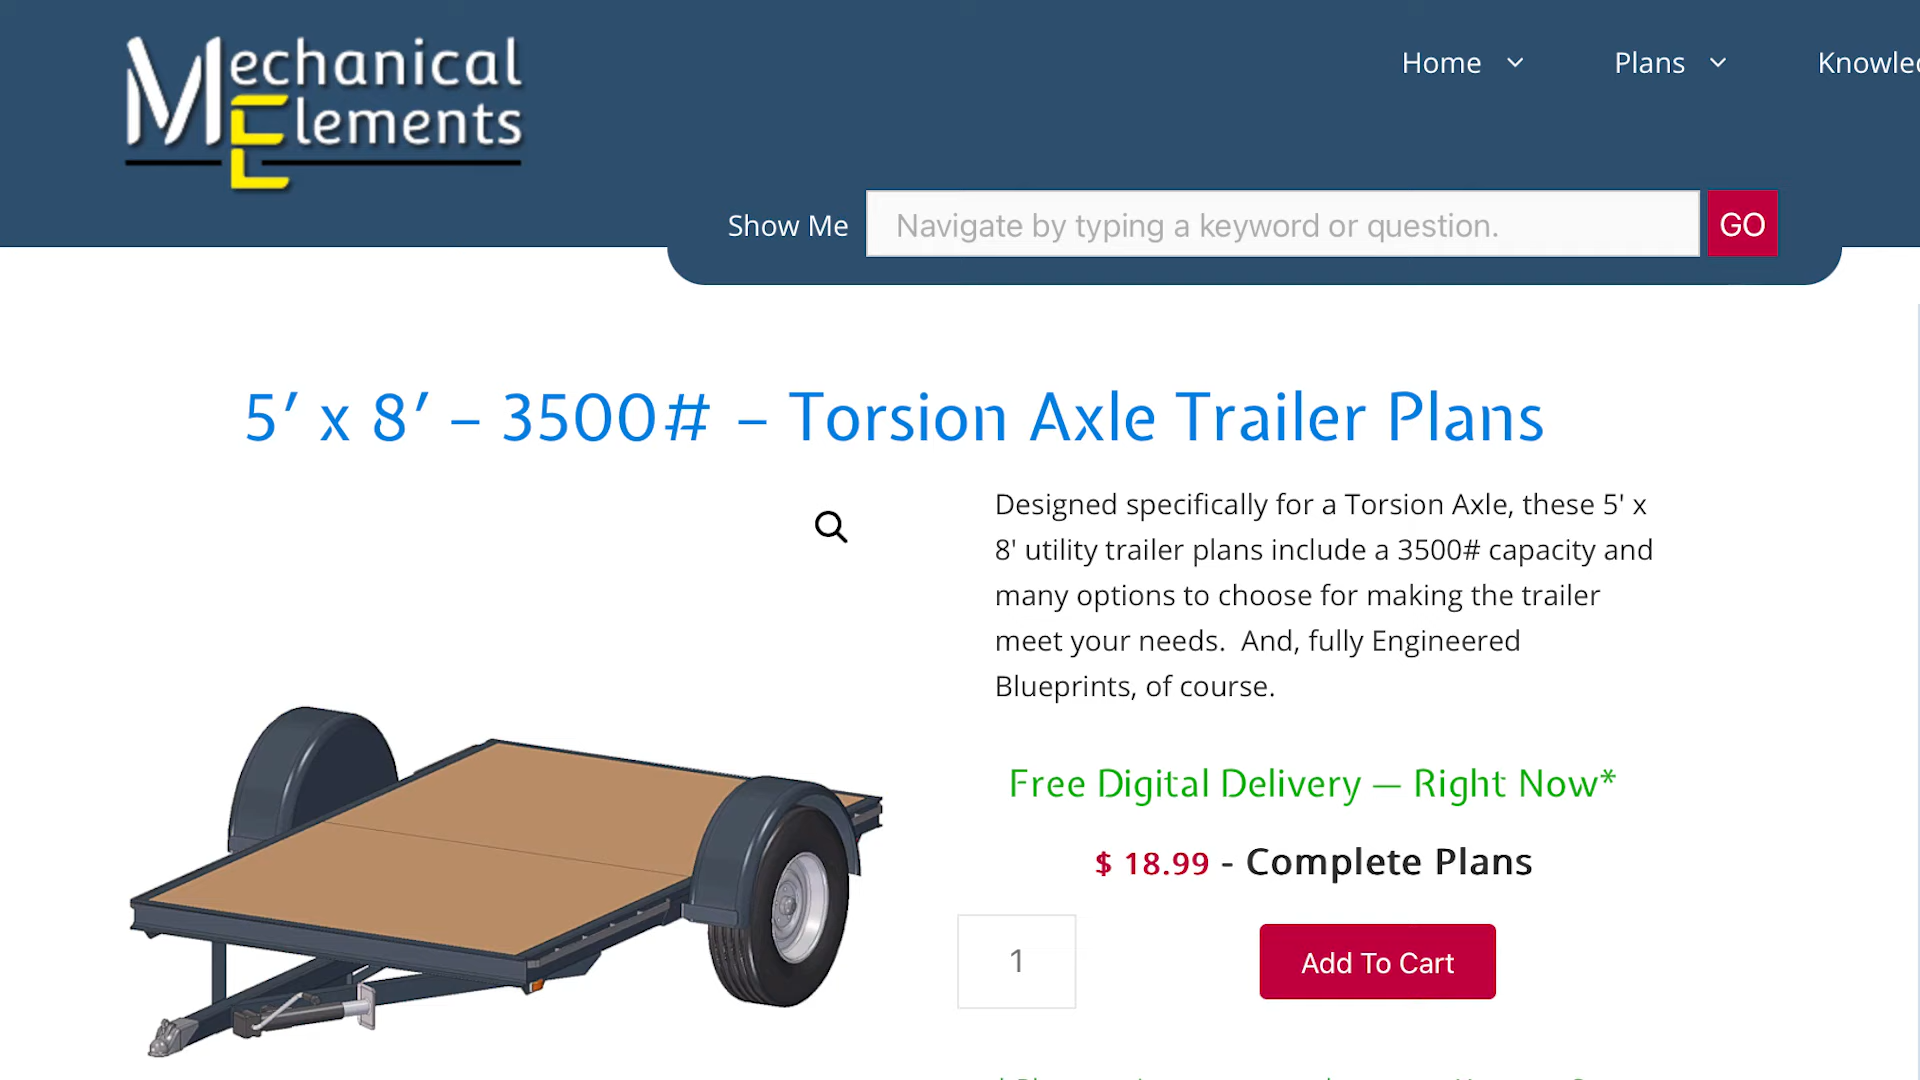 Mechanical
Elements
Home
Plans
Show Me
Navigate by typing a keyword or question.
GO
5′ x 8′ – 3500# – Torsion Axle Trailer Plans
Designed specifically for a Torsion Axle, these 5' x
8' utility trailer plans include a 3500# capacity and
many options to choose for making the trailer
meet your needs.  And, fully Engineered
Blueprints, of course.
Free Digital Delivery — Right Now*
$ 18.99 - Complete Plans
1
Add To Cart